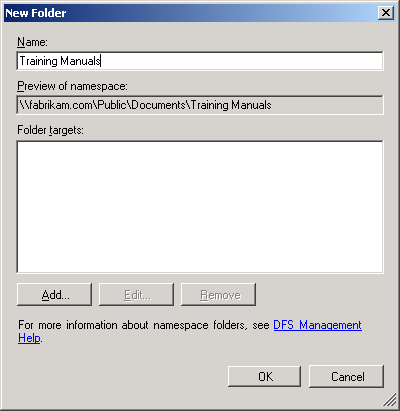 New Folder
Name:
Training Manuals
Preview of namespace:
\\fabrikam.com\Public\Documents\Training Manuals
Folder targets:
Add...
Edit...
Remove
For more information about namespace folders, see DFS Management
Help.
OK
Cancel